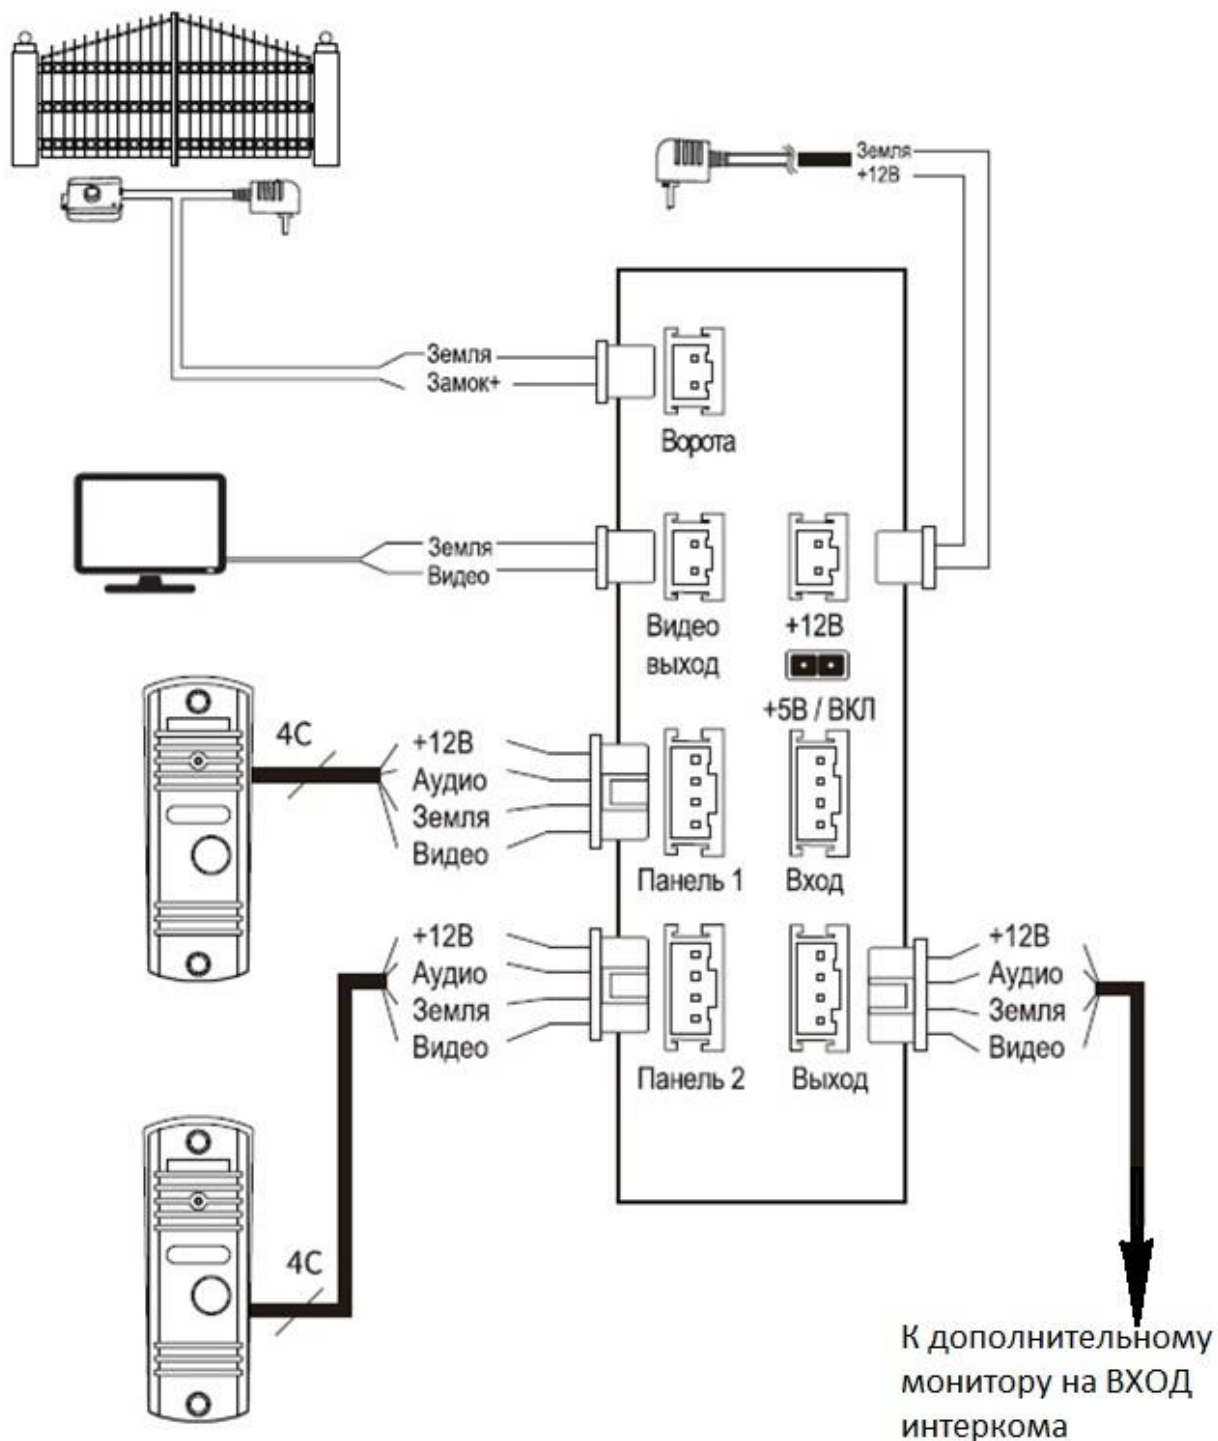 Земля
+12В
Земля
Замок+
Ворота
Земля
Видео
Видео
выход
+12В
+5В / ВКЛ
4С
+12В
Аудио
Земля
Видео
Панель 1
Вход
+12В
Аудио
Земля
Видео
Панель 2
Выход
+12В
Аудио
Земля
Видео
4С
К дополнительному
монитору на ВХОД
интеркома